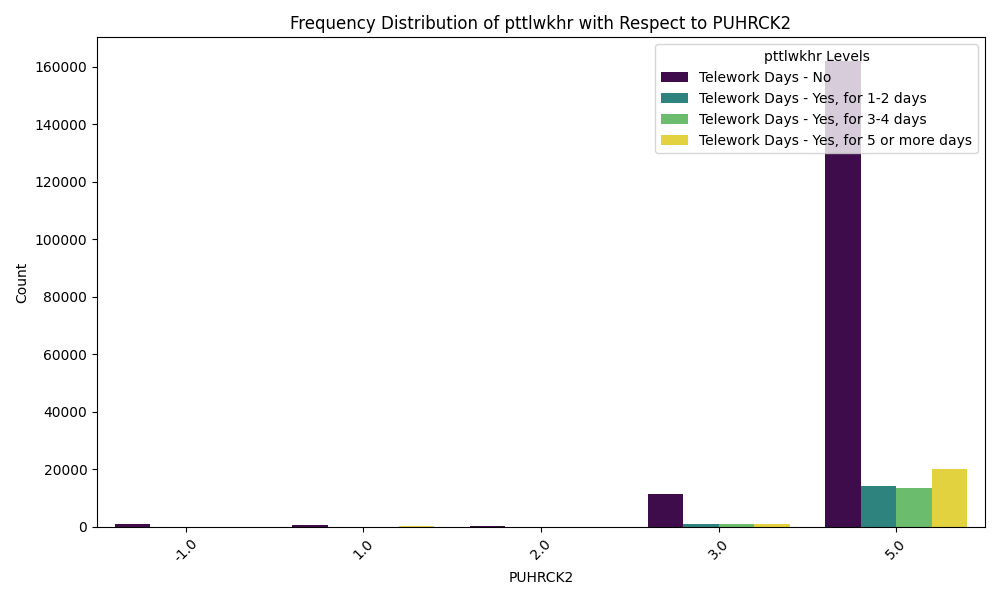 Frequency Distribution of pttlwkhr with Respect to PUHRCK2
pttlwkhr Levels
Telework Days - No
Telework Days - Yes, for 1-2 days
Telework Days - Yes, for 3-4 days
Telework Days - Yes, for 5 or more days
Count
160000
140000
120000
100000
80000
60000
40000
20000
0
-1.0
1.0
2.0
3.0
5.0
PUHRCK2